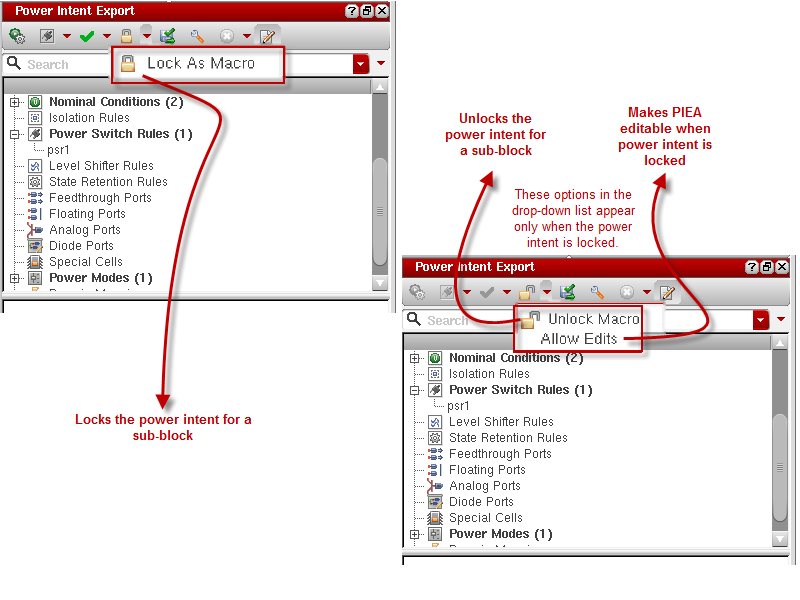 Power Intent Export
Search
Lock As Macro
Nominal Conditions (2)
Isolation Rules
Power Switch Rules (1)
psr1
Level Shifter Rules
State Retention Rules
Feedthrough Ports
Floating Ports
Analog Ports
Diode Ports
Special Cells
Power Modes (1)
Locks the power intent for a
sub-block
Unlocks the
power intent for
a sub-block
Makes PIEA
editable when
power intent is
locked
These options in the
drop-down list appear
only when the power
intent is locked.
Power Intent Export
Search
Unlock Macro
Allow Edits
Nominal Conditions (2)
Isolation Rules
Power Switch Rules (1)
psr1
Level Shifter Rules
State Retention Rules
Feedthrough Ports
Floating Ports
Analog Ports
Diode Ports
Special Cells
Power Modes (1)